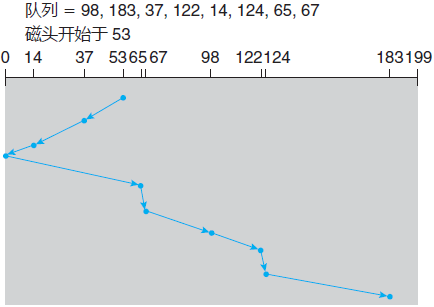 队列 = 98, 183, 37, 122, 14, 124, 65, 67
磁头开始于 53
0 14 37 53 65 67 98 122 124 183 199